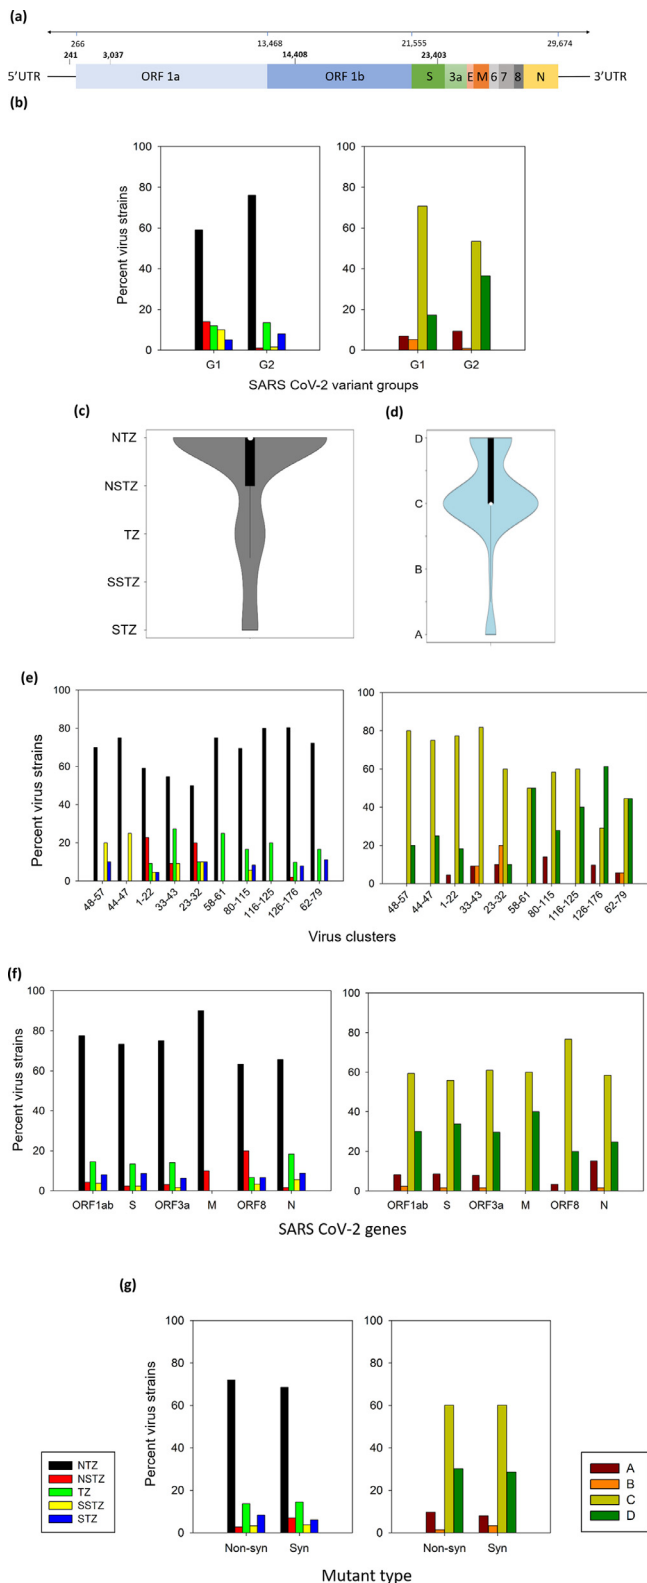 (a)
266 13,468 21,555 29,674
241 3,037 14,408 23,403
5'UTR ORF 1a ORF 1b S 3a E M 6 7 8 N 3'UTR
(b)
Percent virus strains
100 100
80 80
60 60
40 40
20 20
0 0
G1 G2 G1 G2
SARS CoV-2 variant groups
(c) (d)
NTZ
NSTZ
TZ
SSTZ
STZ
D
C
B
A
(e)
Percent virus strains
100 100
80 80
60 60
40 40
20 20
0 0
48-57 44-47 1-22 33-43 23-32 58-61 80-115 116-125 126-176 62-79
48-57 44-47 1-22 33-43 23-32 58-61 80-115 116-125 126-176 62-79
Virus clusters
(f)
Percent virus strains
100 100
80 80
60 60
40 40
20 20
0 0
ORF1ab S ORF3a M ORF8 N ORF1ab S ORF3a M ORF8 N
SARS CoV-2 genes
(g)
Percent virus strains
100 100
80 80
60 60
40 40
20 20
0 0
Non-syn Syn Non-syn Syn
Mutant type
NTZ
NSTZ
TZ
SSTZ
STZ
A
B
C
D